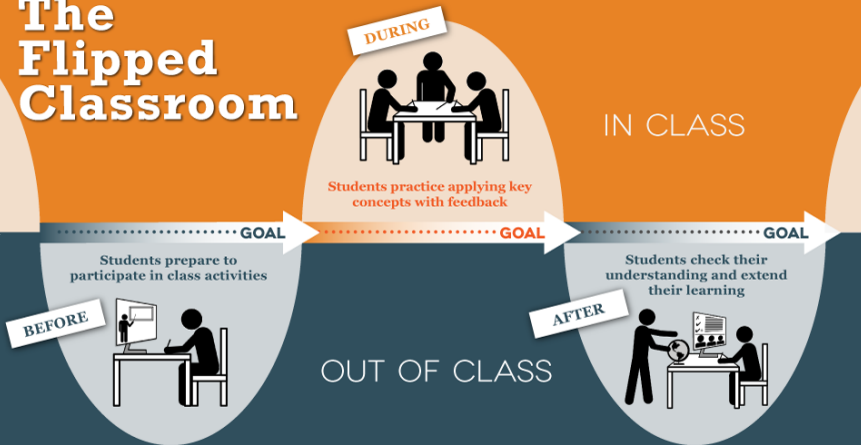 The
Flipped
Classroom
DURING
IN CLASS
Students practice applying key
concepts with feedback
GOAL
GOAL
GOAL
Students prepare to
participate in class activities
BEFORE
Students check their
understanding and extend
their learning
AFTER
OUT OF CLASS